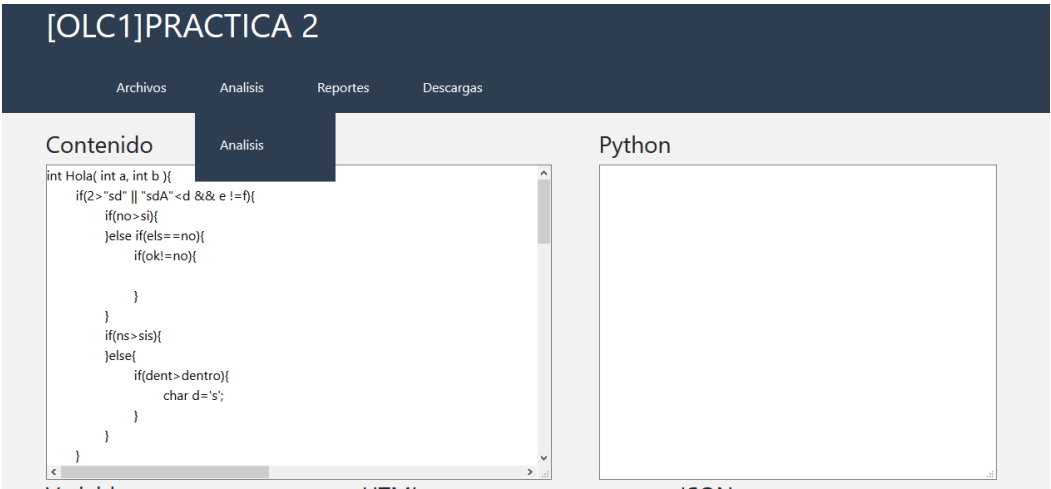 [OLC1]PRACTICA 2
Archivos Analisis Reportes Descargas
Analisis
Contenido
int Hola( int a, int b ){
if(2>"sd" || "sdA"<d && e !=f){
if(no>si){
}else if(els==no){
if(ok!=no){
}
}
if(ns>sis){
}else{
if(dent>dentro){
char d='s';
}
}
}
Python